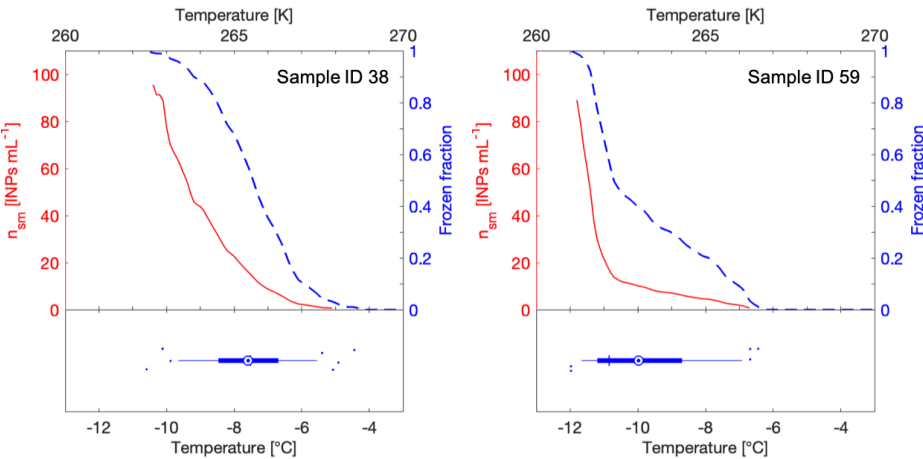 Temperature [K]
260 265 270
Sample ID 38
n_sm [INPs mL^-1]
100
80
60
40
20
0
Frozen fraction
1
0.8
0.6
0.4
0.2
0
-12 -10 -8 -6 -4
Temperature [°C]
Temperature [K]
260 265 270
Sample ID 59
n_sm [INPs mL^-1]
100
80
60
40
20
0
Frozen fraction
1
0.8
0.6
0.4
0.2
0
-12 -10 -8 -6 -4
Temperature [°C]